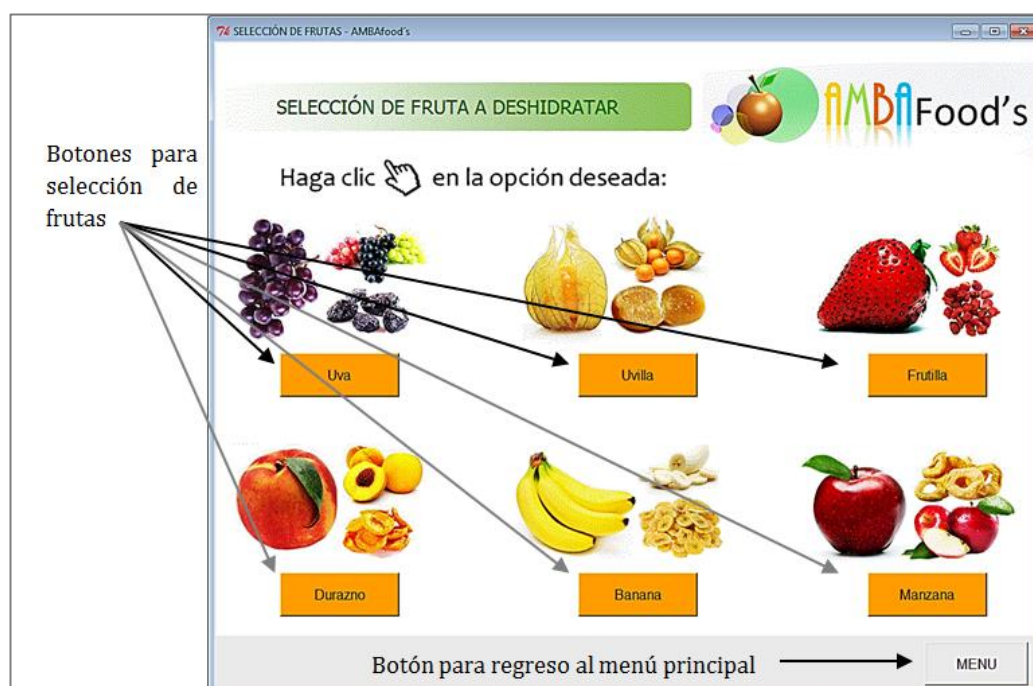 SELECCIÓN DE FRUTAS - AMBAfood's
SELECCIÓN DE FRUTA A DESHIDRATAR
AMBAFood's
Botones para
selección de
frutas
Haga clic en la opción deseada:
Uva
Uvilla
Frutilla
Durazno
Banana
Manzana
Botón para regreso al menú principal
MENU